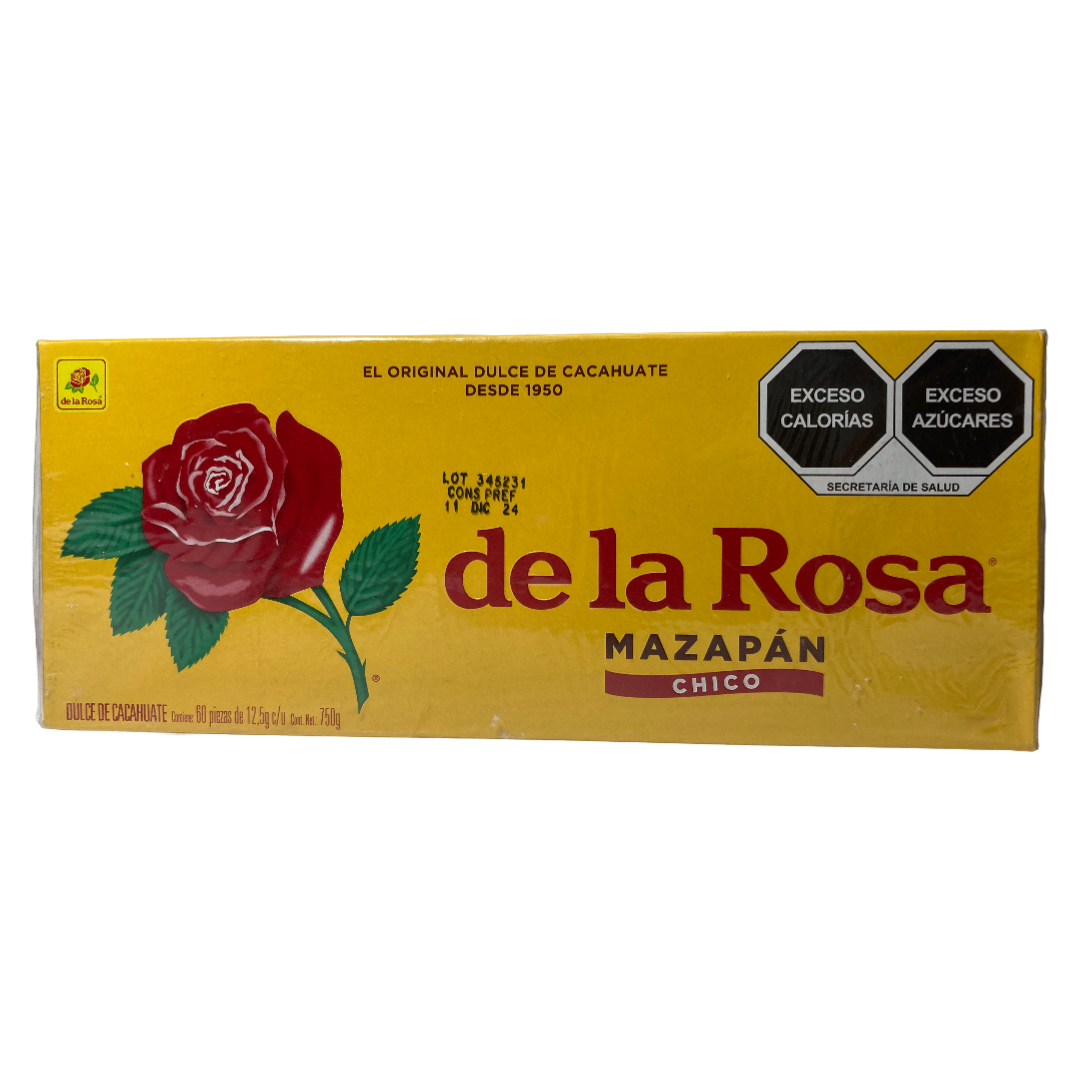 de la Rosa
EL ORIGINAL DULCE DE CACAHUATE
DESDE 1950
EXCESO
CALORÍAS
EXCESO
AZÚCARES
SECRETARÍA DE SALUD
LOT 345231
CONS PREF
11 DIC 24
de la Rosa®
MAZAPÁN
CHICO
®
DULCE DE CACAHUATE Contiene: 60 piezas de 12,5g c/u Cont. Net.: 750g